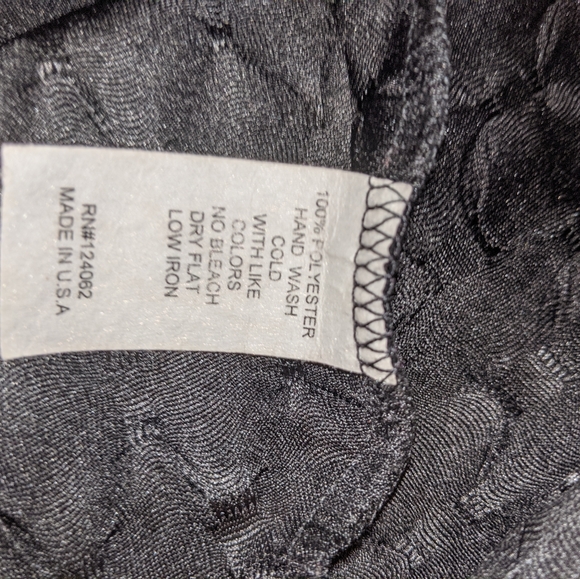 100% POLYESTER
HAND WASH
COLD
WITH LIKE
COLORS
NO BLEACH
DRY FLAT
LOW IRON
RN#124062
MADE IN U.S.A